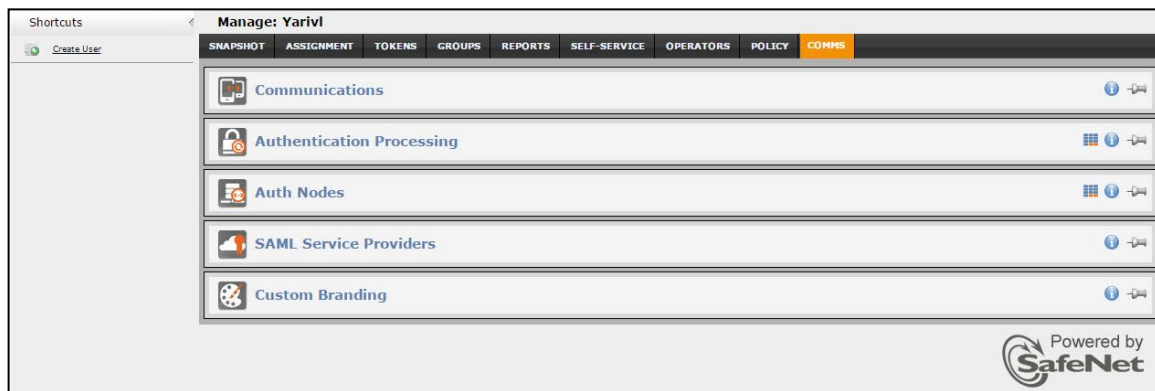 Shortcuts
Create User
Manage: Yarivl
SNAPSHOT ASSIGNMENT TOKENS GROUPS REPORTS SELF-SERVICE OPERATORS POLICY COMMS
Communications
Authentication Processing
Auth Nodes
SAML Service Providers
Custom Branding
Powered by
SafeNet